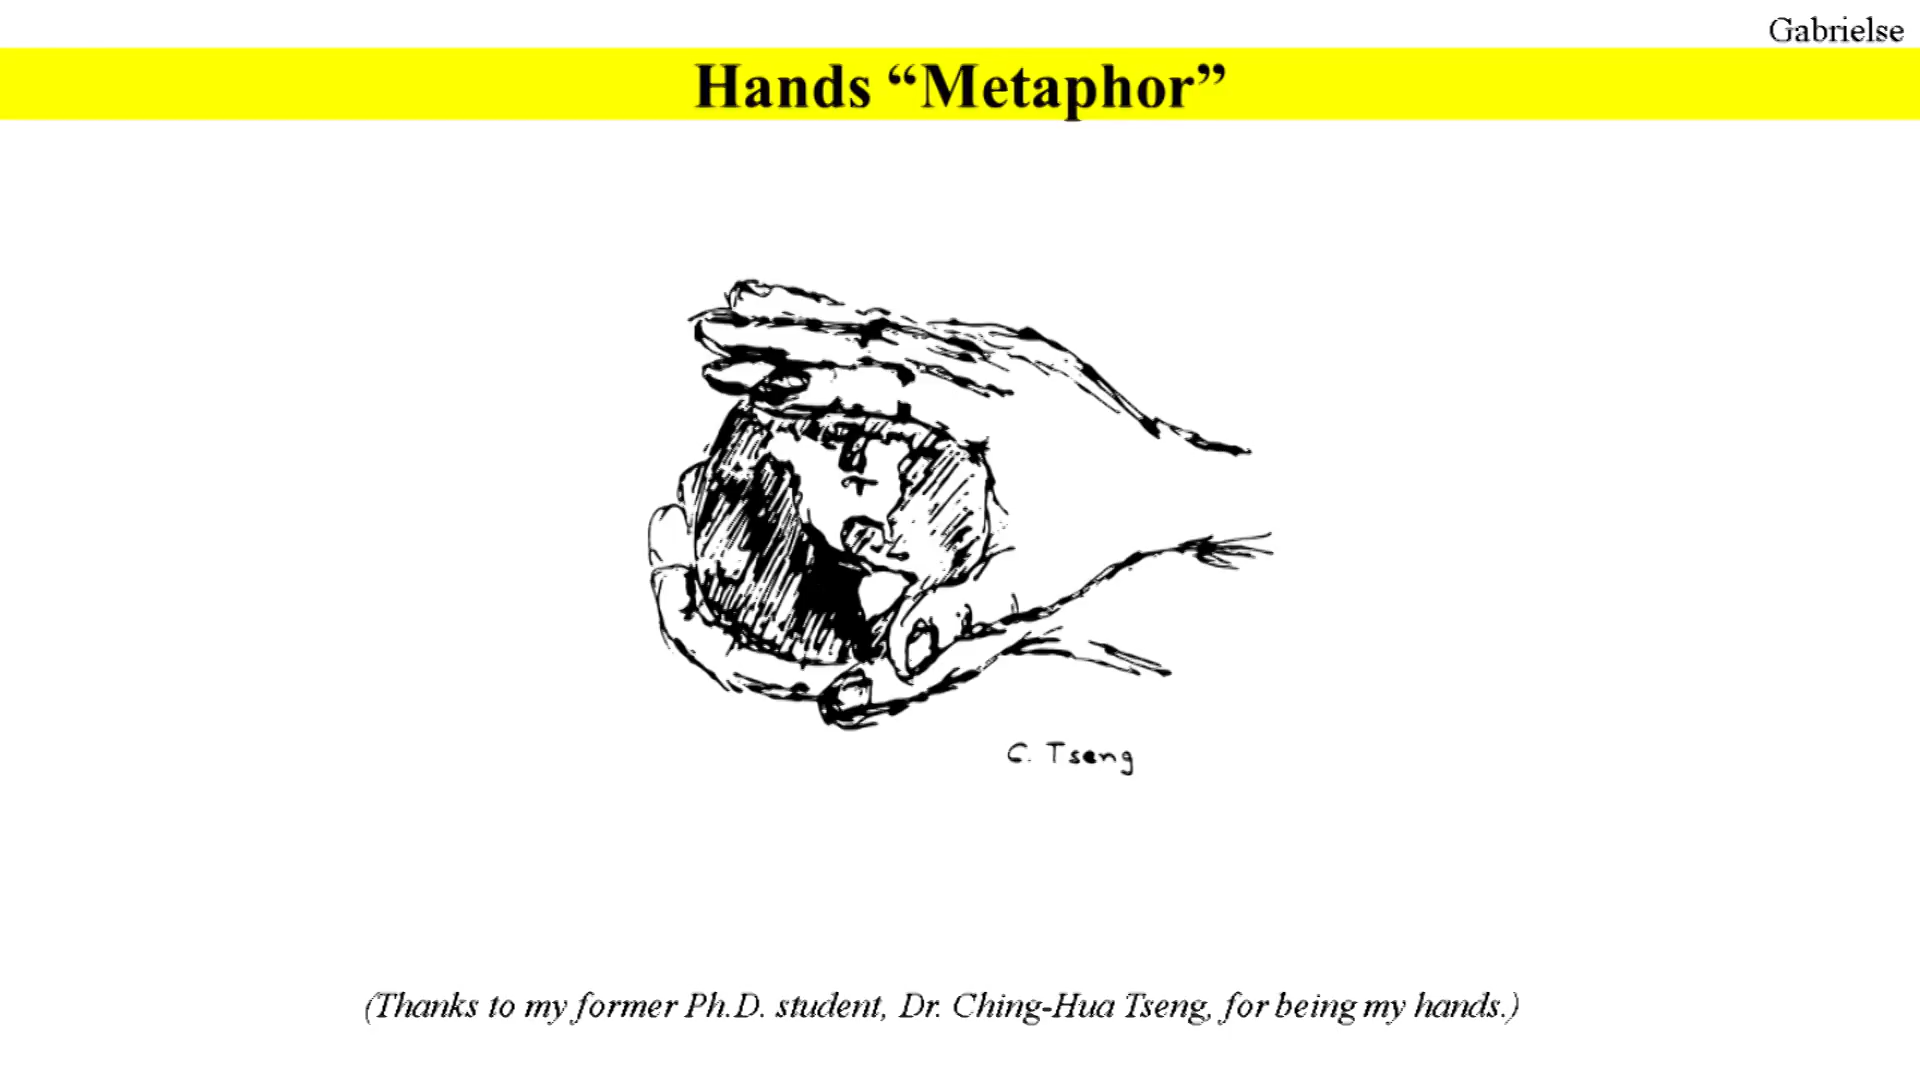 Gabrielse
Hands “Metaphor”
C. Tseng
(Thanks to my former Ph.D. student, Dr. Ching-Hua Tseng, for being my hands.)